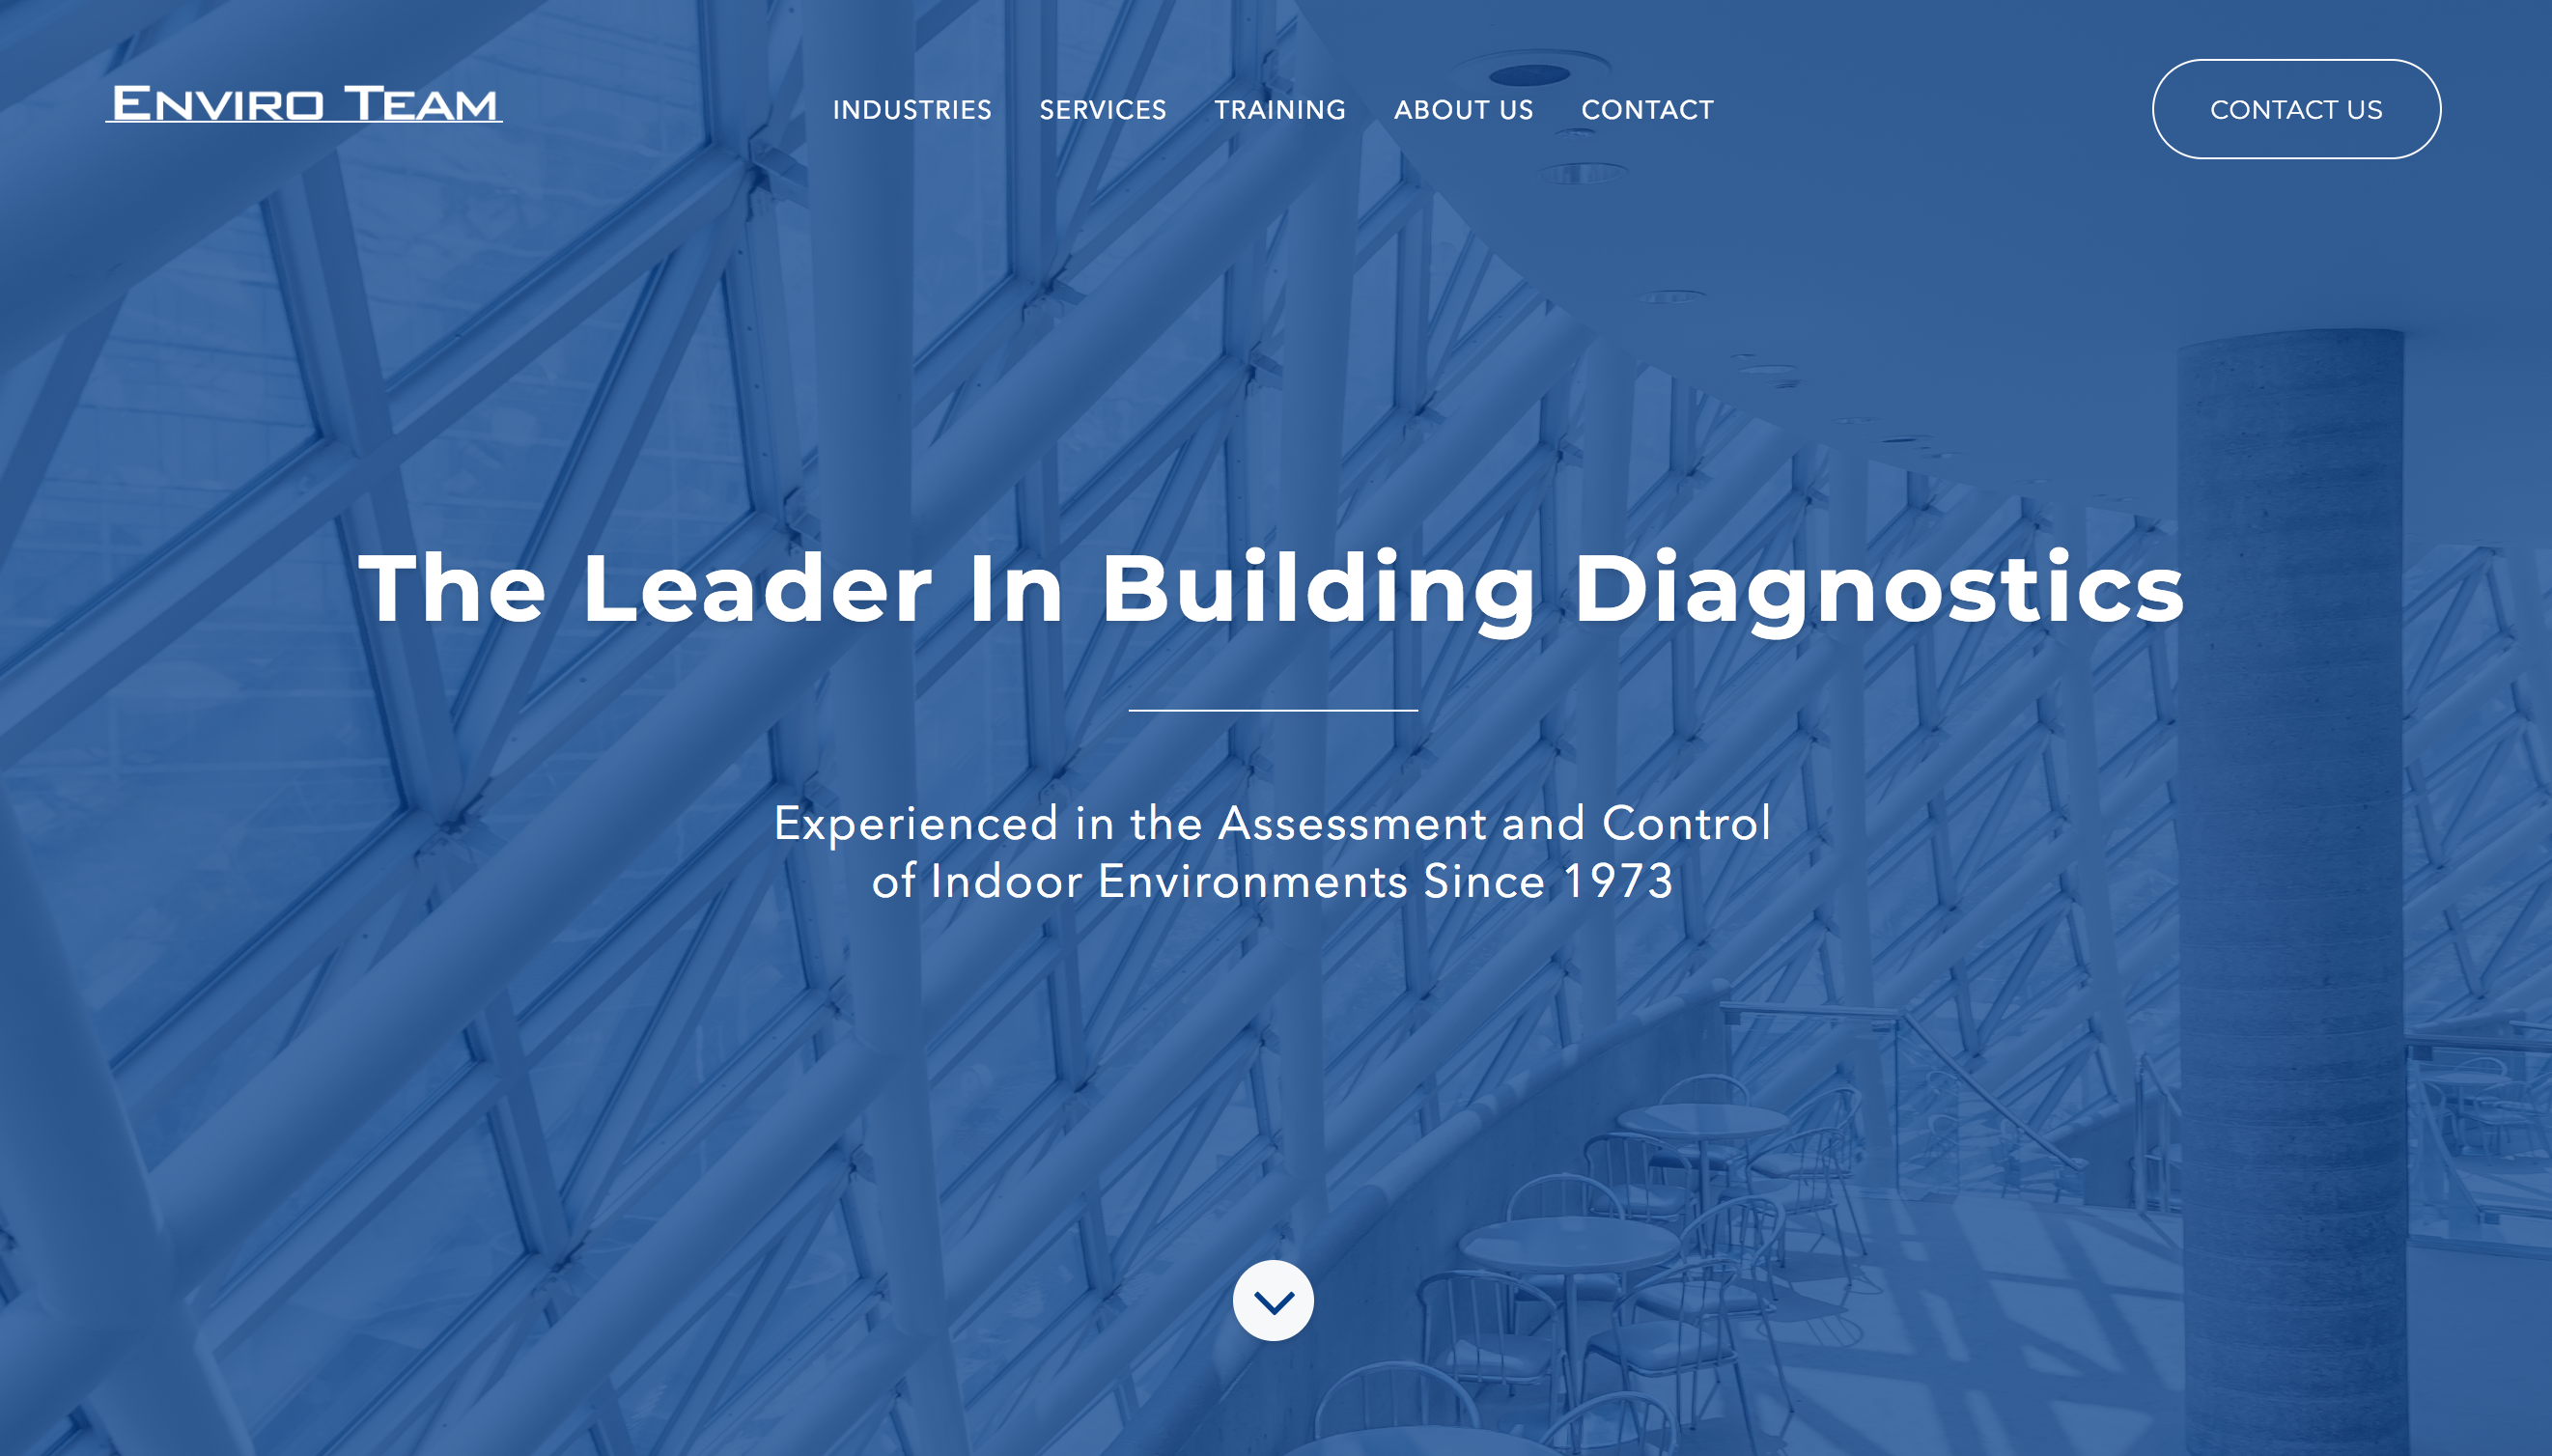 ENVIRO TEAM
INDUSTRIES SERVICES TRAINING ABOUT US CONTACT
CONTACT US
The Leader In Building Diagnostics
Experienced in the Assessment and Control
of Indoor Environments Since 1973